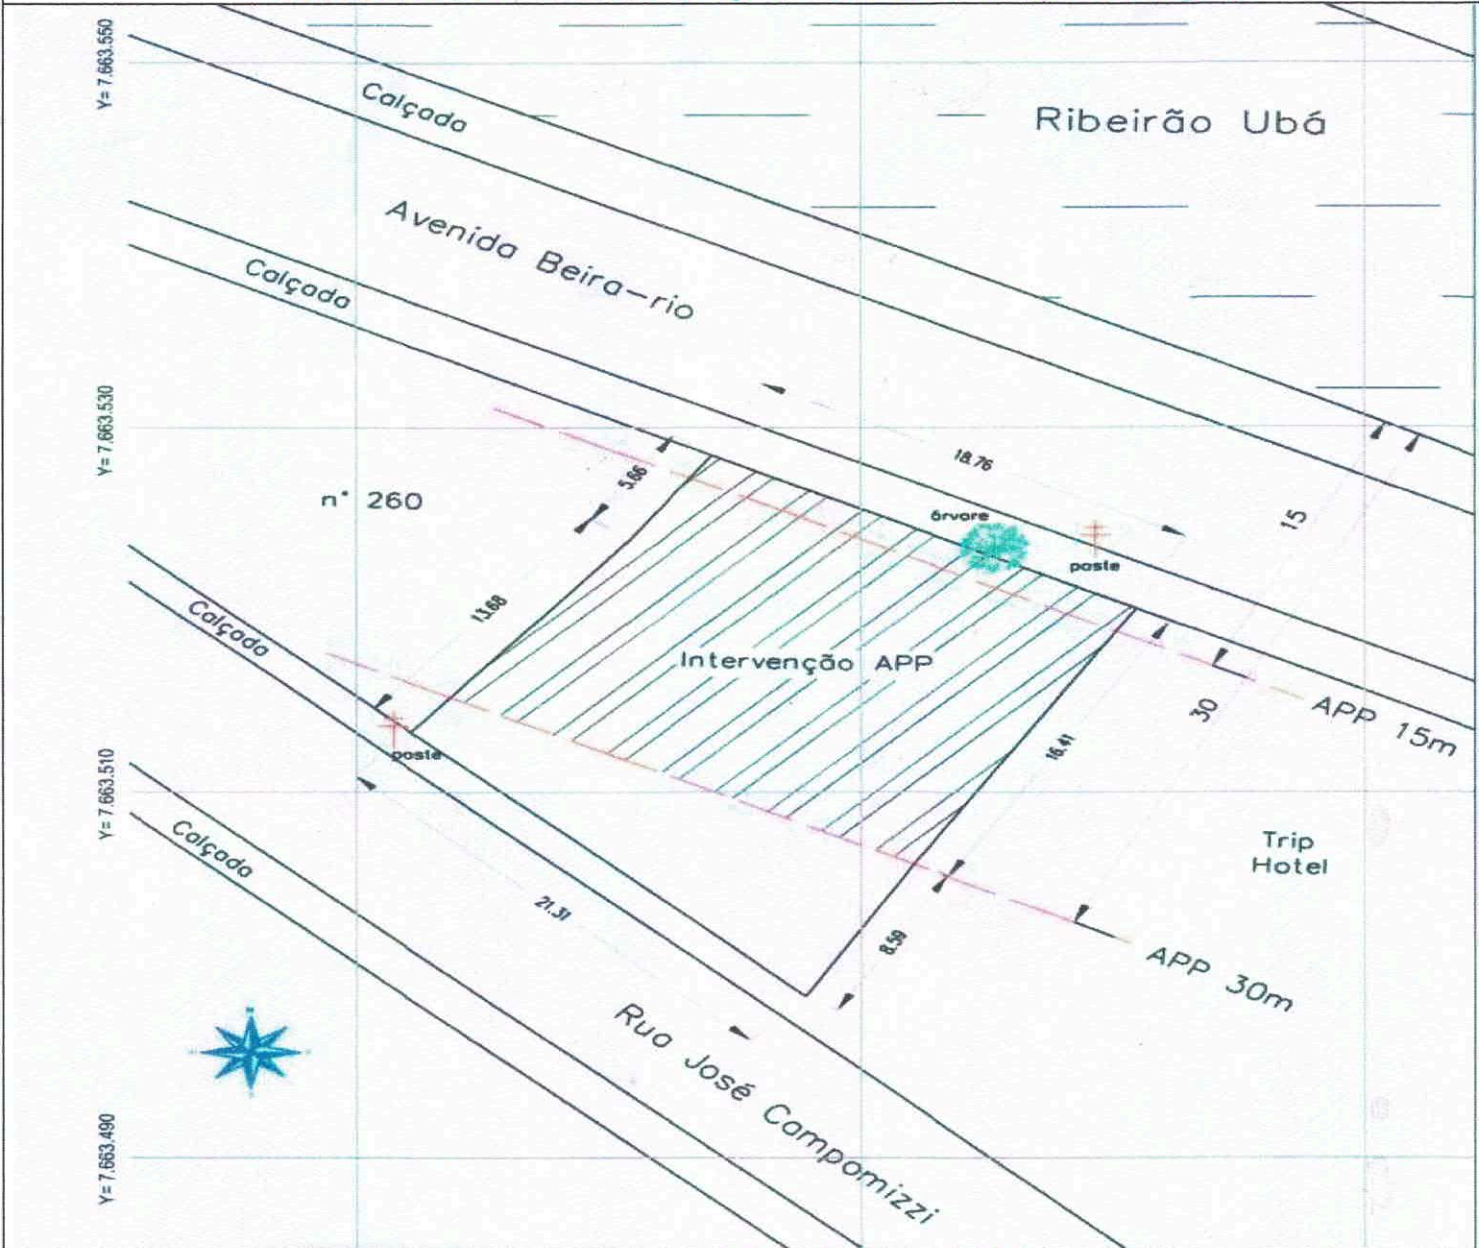 Y= 7.663.550
Calçada
Ribeirão Ubá
Avenida Beira-rio
Calçada
Y= 7.663.530
18.76
5.66
n° 260
15
árvore
poste
13.68
Calçada
Intervenção APP
30
APP 15m
16.41
poste
Y= 7.663.510
Calçada
Trip
Hotel
21.31
8.59
APP 30m
Rua José Campomizzi
Y= 7.663.490